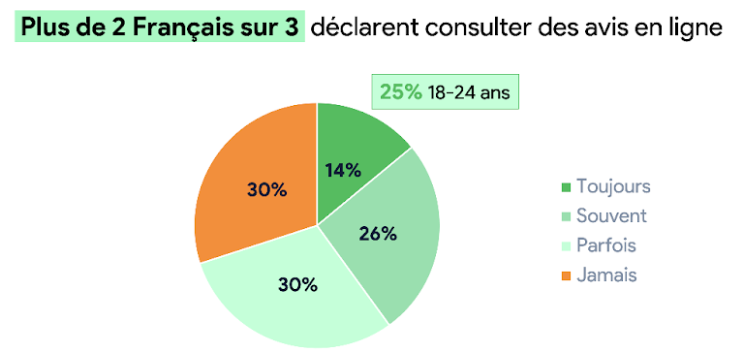 Plus de 2 Français sur 3 déclarent consulter des avis en ligne
25% 18-24 ans
14%
30%
26%
30%
Toujours
Souvent
Parfois
Jamais